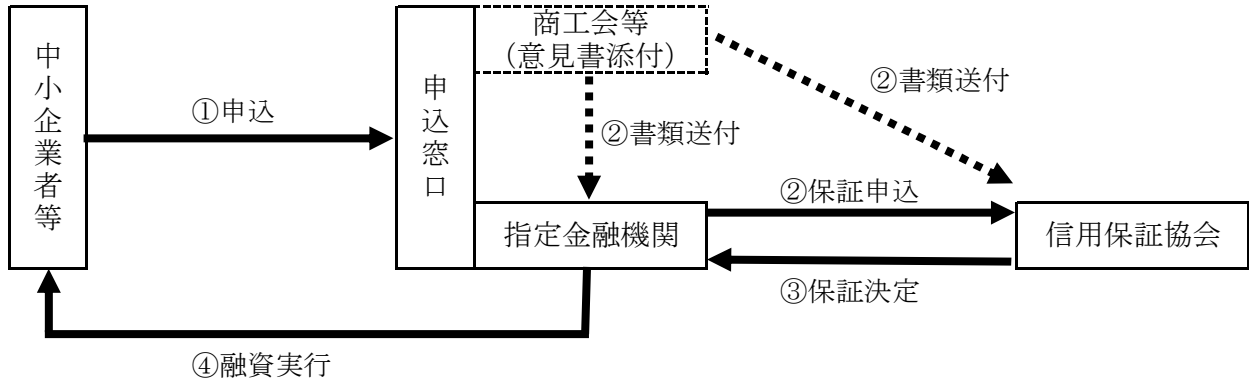 中小企業者等
①申込
申込窓口
商工会等
(意見書添付)
②書類送付
②書類送付
指定金融機関
②保証申込
③保証決定
信用保証協会
④融資実行